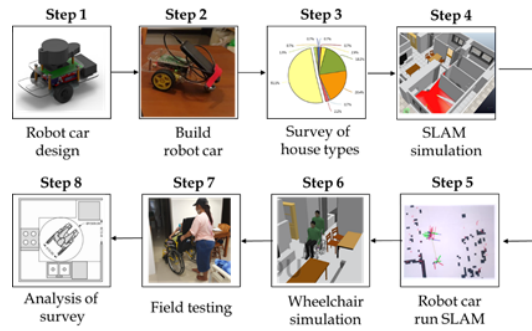 Step 1
Step 2
Step 3
Step 4
Robot car
design
Build
robot car
Survey of
house types
SLAM
simulation
Step 8
Step 7
Step 6
Step 5
Analysis of
survey
Field testing
Wheelchair
simulation
Robot car
run SLAM